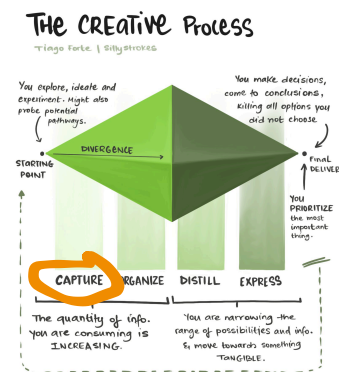 THE CREATIVE PROCESS
Tiago Forte | Sillystrokes
You explore, ideate and
experiment. Might also
probe potential
pathways.
You make decisions,
come to conclusions,
killing all options you
did not choose
DIVERGENCE
STARTING
POINT
FINAL
DELIVER
You
PRIORITIZE
the most
important
thing.
CAPTURE
RGANIZE
DISTILL
EXPRESS
The quantity of info.
you are consuming is
INCREASING.
You are narrowing the
range of possibilities and info.
& move towards something
TANGIBLE.